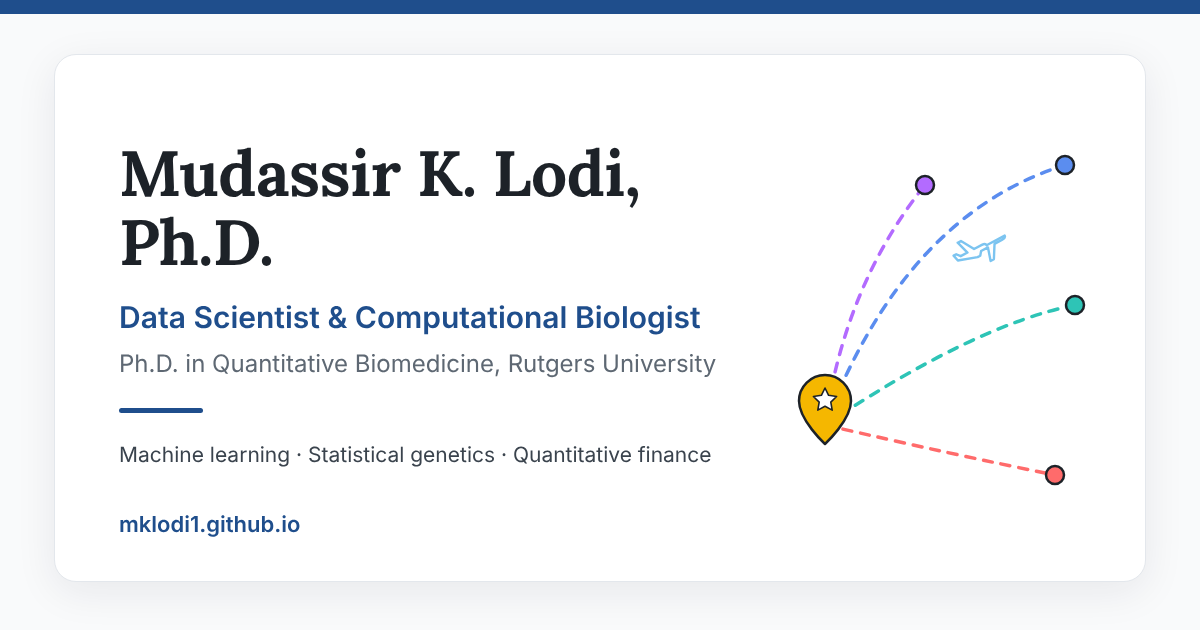 Mudassir K. Lodi,
Ph.D.
Data Scientist & Computational Biologist
Ph.D. in Quantitative Biomedicine, Rutgers University
Machine learning · Statistical genetics · Quantitative finance
mklodi1.github.io